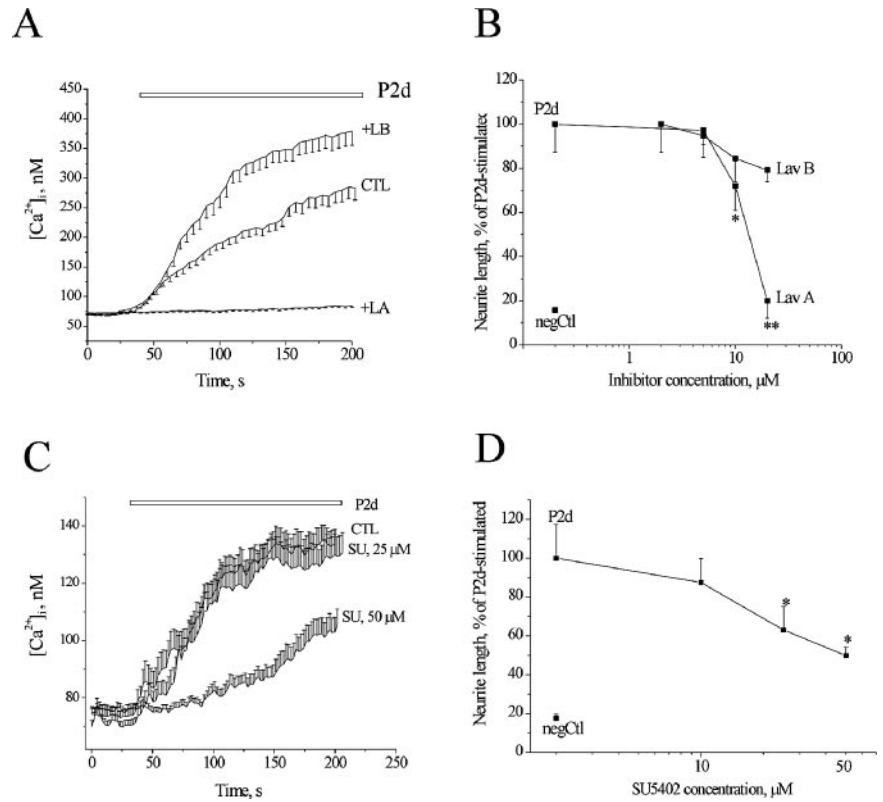 A
B
P2d
450
400
350
300
250
200
150
100
50
+LB
CTL
+LA
[Ca2+]i, nM
0 50 100 150 200
Time, s
120
100
80
60
40
20
0
P2d
Lav B
*
Lav A
**
negCtl
Neurite length, % of P2d-stimulatex
1 10 100
Inhibitor concentration, μM
C
D
P2d
CTL
SU, 25 μM
SU, 50 μM
140
120
100
80
[Ca2+]i, nM
0 50 100 150 200 250
Time, s
120
100
80
60
40
20
0
P2d
*
*
negCtl
Neurite length, % of P2d-stimulated
10 50
SU5402 concentration, μM